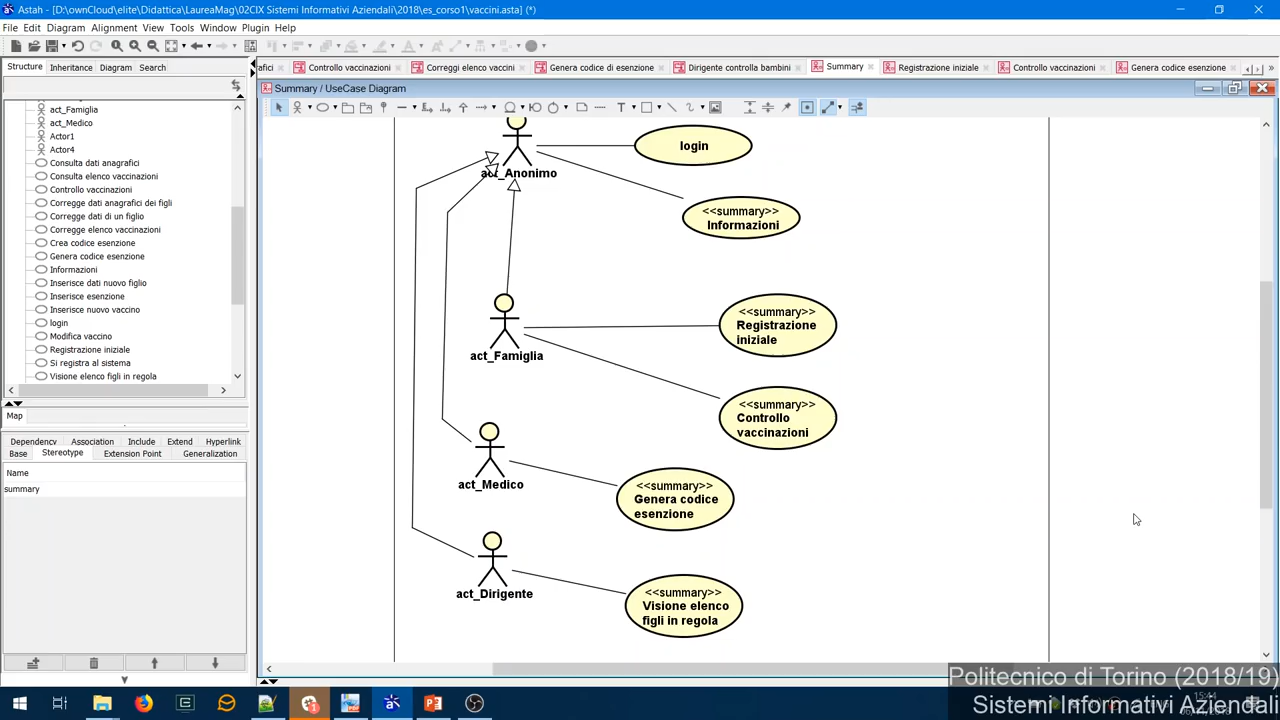 Astah - [D:\ownCloud\elite\Didattica\LaureaMag\02CIX Sistemi Informativi Aziendali\2018\es_corso1\vaccini.asta] (*)
File Edit Diagram Alignment View Tools Window Plugin Help
Structure Inheritance Diagram Search
afici Controllo vaccinazioni Correggi elenco vaccini Genera codice di esenzione Dirigente controlla bambini Summary Registrazione iniziale Controllo vaccinazioni Genera codice esenzione
Summary / UseCase Diagram
act_Famiglia
act_Medico
Actor1
Actor4
Consulta dati anagrafici
Consulta elenco vaccinazioni
Controllo vaccinazioni
Corregge dati anagrafici dei figli
Corregge dati di un figlio
Corregge elenco vaccinazioni
Crea codice esenzione
Genera codice esenzione
Informazioni
Inserisce dati nuovo figlio
Inserisce esenzione
Inserisce nuovo vaccino
login
Modifica vaccino
Registrazione iniziale
Si registra al sistema
Visione elenco figli in regola
Map
Dependency Association Include Extend Hyperlink
Base Stereotype Extension Point Generalization
Name
summary
act_Anonimo
login
<<summary>>
Informazioni
act_Famiglia
<<summary>>
Registrazione
iniziale
<<summary>>
Controllo
vaccinazioni
act_Medico
<<summary>>
Genera codice
esenzione
act_Dirigente
<<summary>>
Visione elenco
figli in regola
Politecnico di Torino (2018/19)
Sistemi Informativi Aziendali